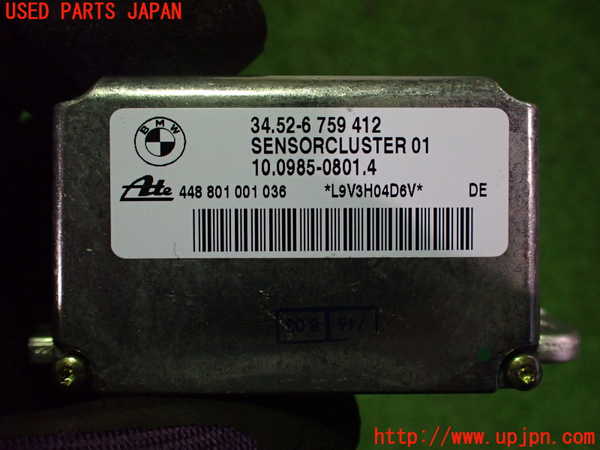 USED PARTS JAPAN
BMW
34.52-6 759 412
SENSORCLUSTER 01
10.0985-0801.4
Ate 448 801 001 036 *L9V3H04D6V* DE
http://www.upjpn.com